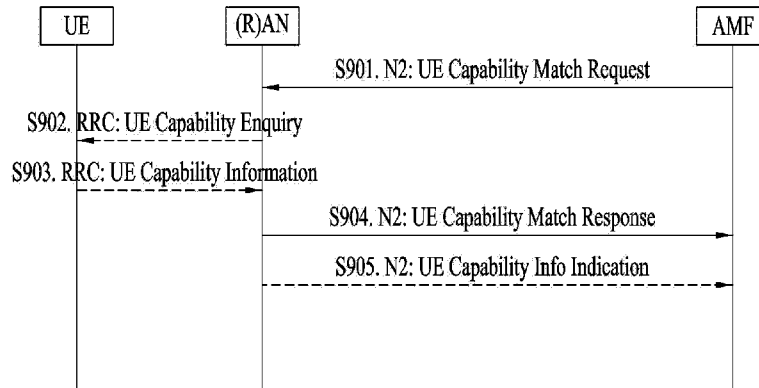 UE
(R)AN
AMF
S901. N2: UE Capability Match Request
S902. RRC: UE Capability Enquiry
S903. RRC: UE Capability Information
S904. N2: UE Capability Match Response
S905. N2: UE Capability Info Indication